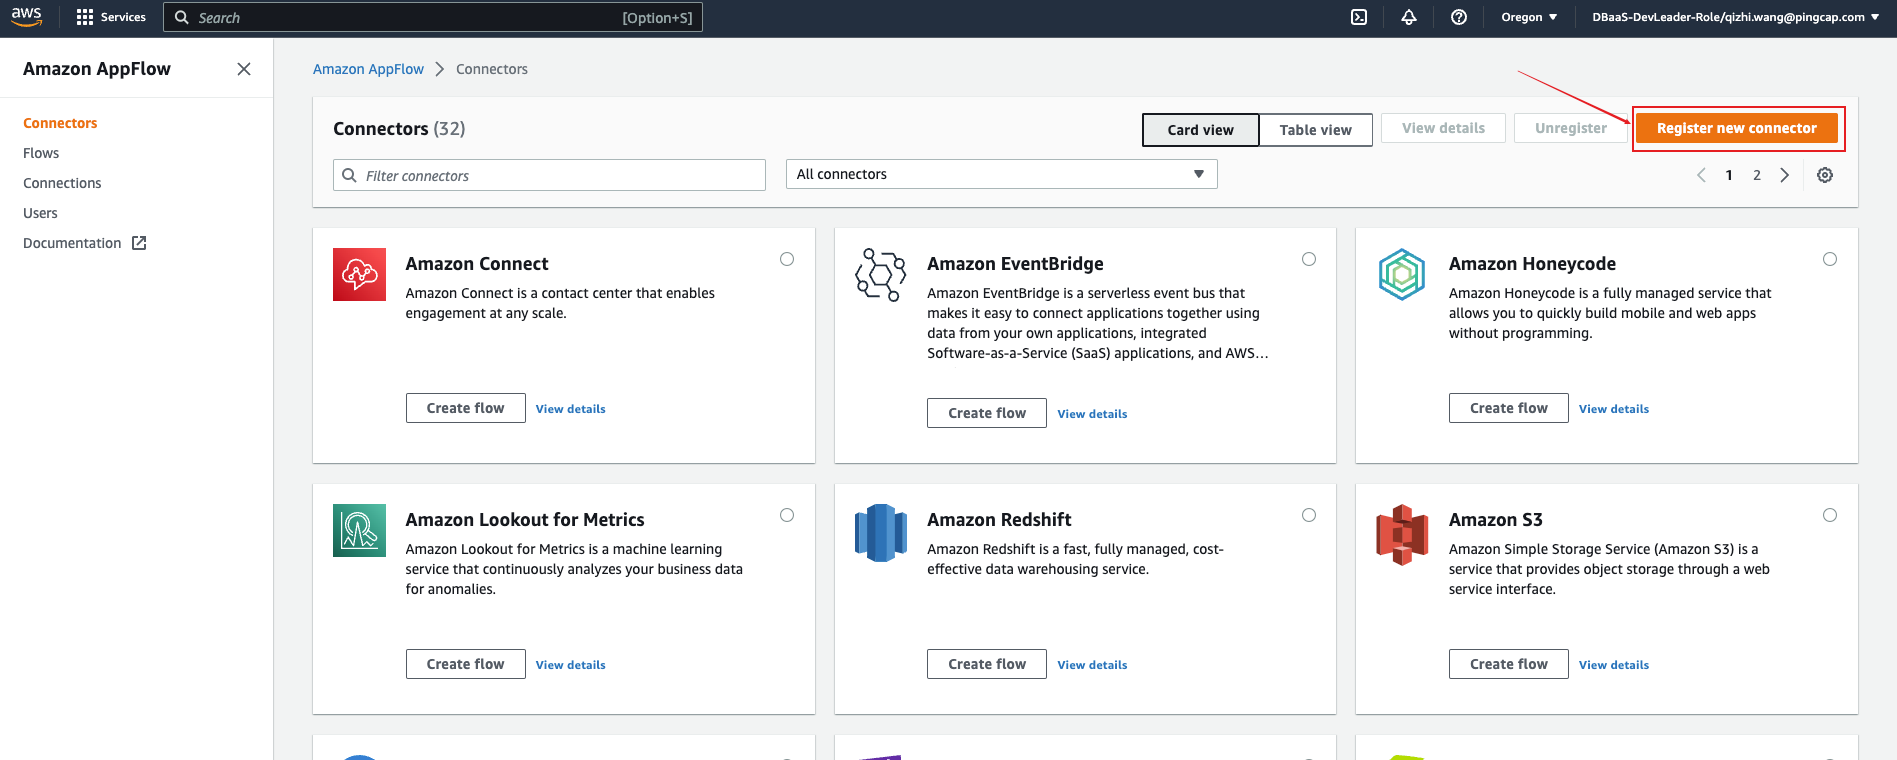 aws
Services
Search
[Option+S]
Oregon
DBaaS-DevLeader-Role/qizhi.wang@pingcap.com
Amazon AppFlow
Connectors
Flows
Connections
Users
Documentation
Amazon AppFlow
Connectors
Connectors (32)
Card view
Table view
View details
Unregister
Register new connector
Filter connectors
All connectors
1
2
Amazon Connect
Amazon Connect is a contact center that enables
engagement at any scale.
Create flow
View details
Amazon EventBridge
Amazon EventBridge is a serverless event bus that
makes it easy to connect applications together using
data from your own applications, integrated
Software-as-a-Service (SaaS) applications, and AWS…
Create flow
View details
Amazon Honeycode
Amazon Honeycode is a fully managed service that
allows you to quickly build mobile and web apps
without programming.
Create flow
View details
Amazon Lookout for Metrics
Amazon Lookout for Metrics is a machine learning
service that continuously analyzes your business data
for anomalies.
Create flow
View details
Amazon Redshift
Amazon Redshift is a fast, fully managed, cost-
effective data warehousing service.
Create flow
View details
Amazon S3
Amazon Simple Storage Service (Amazon S3) is a
service that provides object storage through a web
service interface.
Create flow
View details